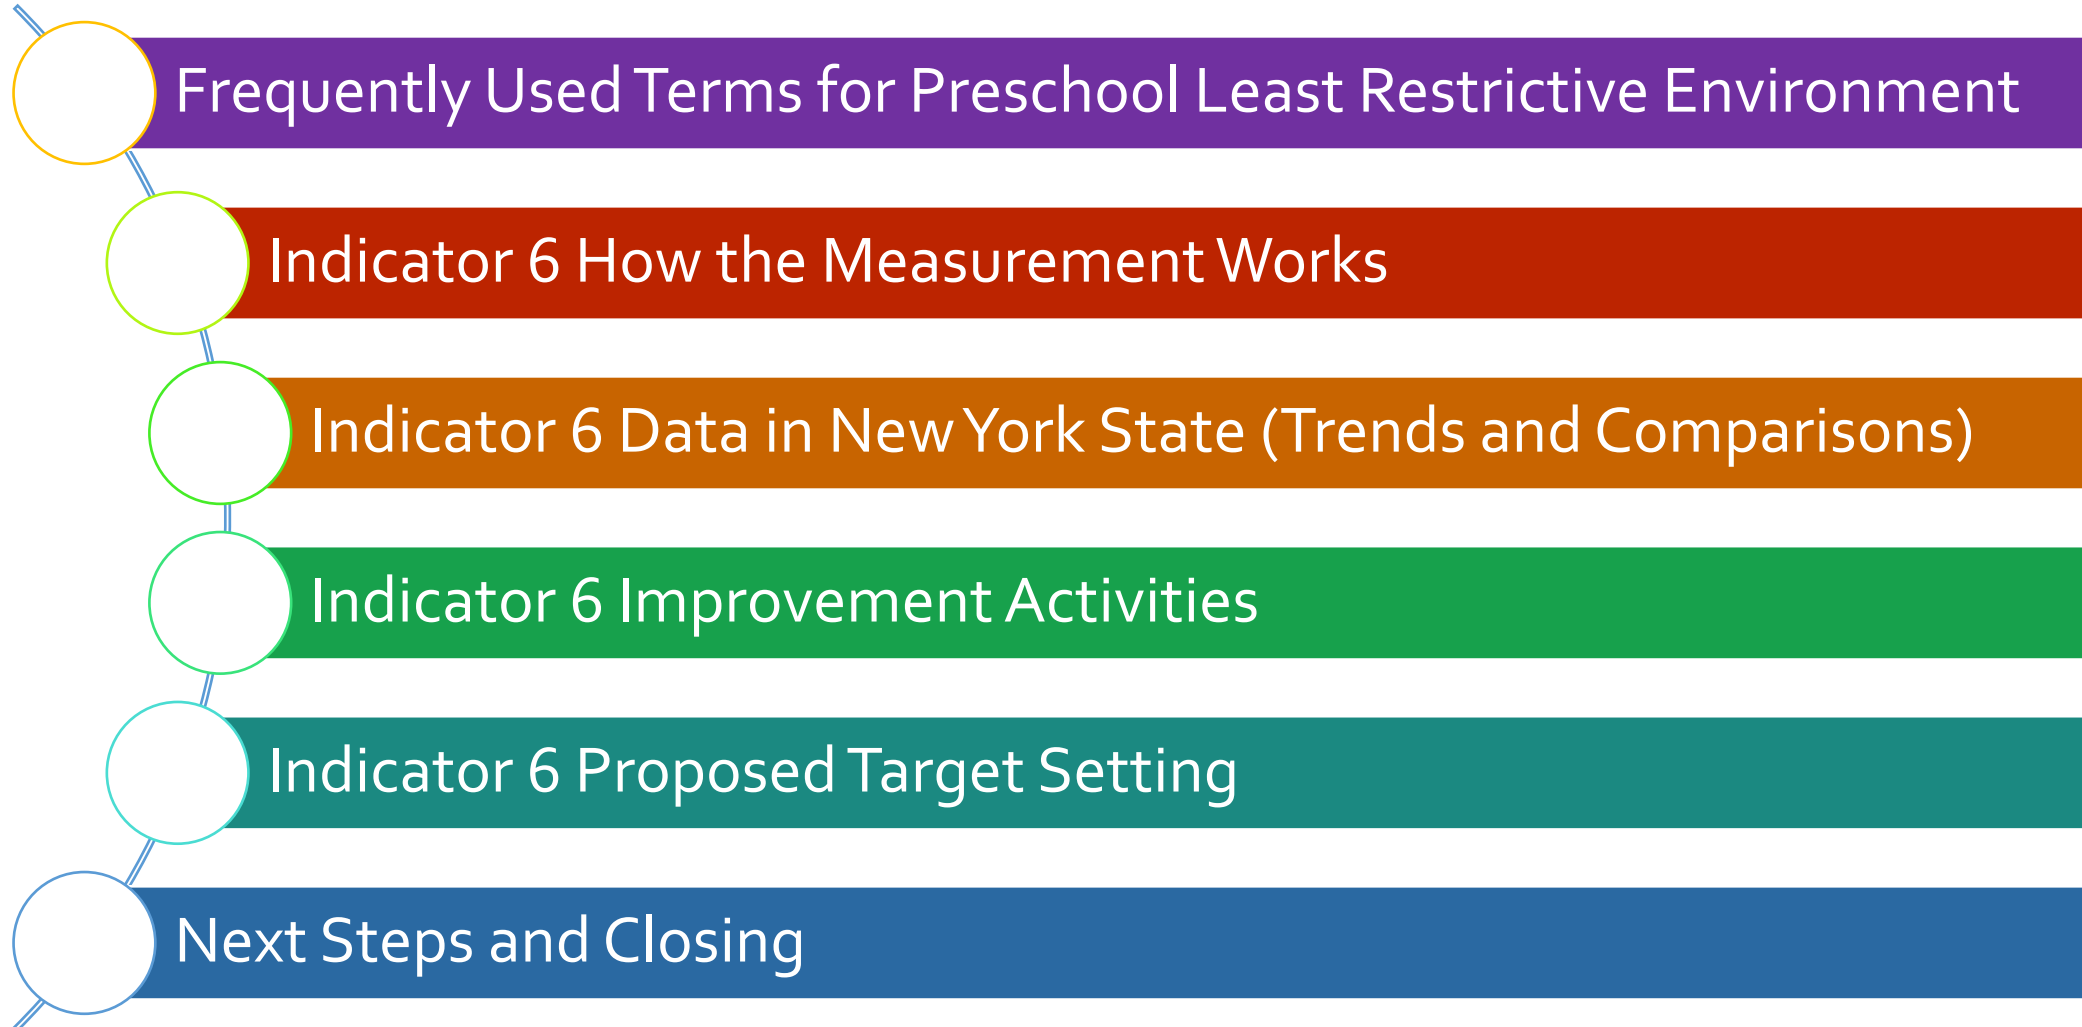 Frequently Used Terms for Preschool Least Restrictive Environment
Indicator 6 How the Measurement Works
Indicator 6 Data in New York State (Trends and Comparisons)
Indicator 6 Improvement Activities
Indicator 6 Proposed Target Setting
Next Steps and Closing